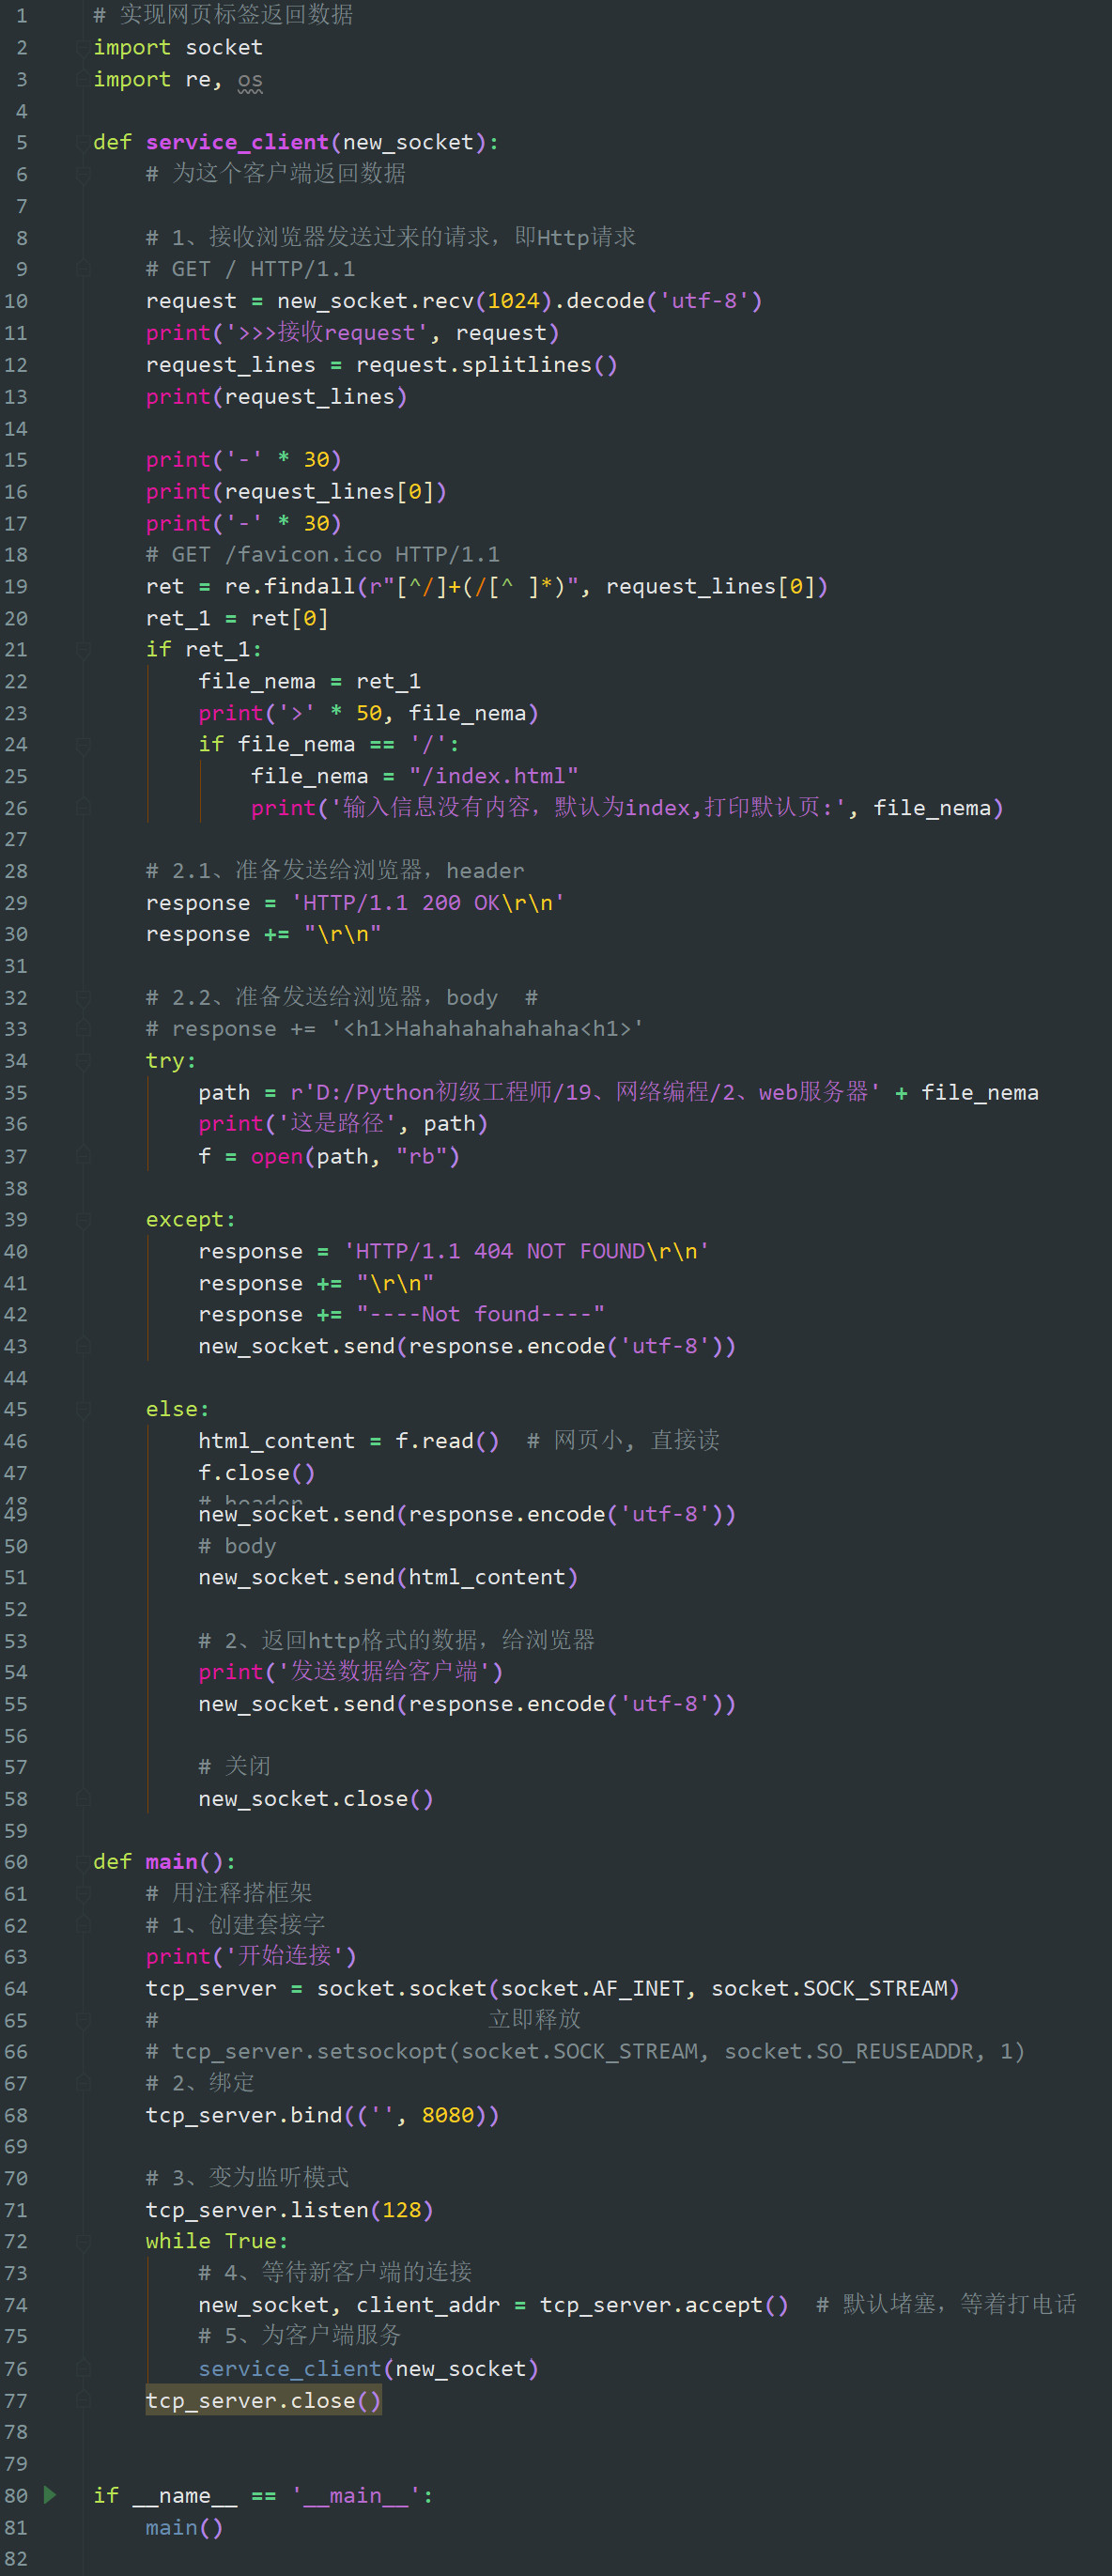 1 # 实现网页标签返回数据
2 import socket
3 import re, os
4
5 def service_client(new_socket):
6     # 为这个客户端返回数据
7
8     # 1、接收浏览器发送过来的请求，即Http请求
9     # GET / HTTP/1.1
10     request = new_socket.recv(1024).decode('utf-8')
11     print('>>>接收request', request)
12     request_lines = request.splitlines()
13     print(request_lines)
14
15     print('-' * 30)
16     print(request_lines[0])
17     print('-' * 30)
18     # GET /favicon.ico HTTP/1.1
19     ret = re.findall(r"[^/]+(/[^ ]*)", request_lines[0])
20     ret_1 = ret[0]
21     if ret_1:
22         file_nema = ret_1
23         print('>' * 50, file_nema)
24         if file_nema == '/':
25             file_nema = "/index.html"
26             print('输入信息没有内容，默认为index,打印默认页:', file_nema)
27
28     # 2.1、准备发送给浏览器，header
29     response = 'HTTP/1.1 200 OK\r\n'
30     response += "\r\n"
31
32     # 2.2、准备发送给浏览器，body  #
33     # response += '<h1>Hahahahahahaha<h1>'
34     try:
35         path = r'D:/Python初级工程师/19、网络编程/2、web服务器' + file_nema
36         print('这是路径', path)
37         f = open(path, "rb")
38
39     except:
40         response = 'HTTP/1.1 404 NOT FOUND\r\n'
41         response += "\r\n"
42         response += "----Not found----"
43         new_socket.send(response.encode('utf-8'))
44
45     else:
46         html_content = f.read()  # 网页小, 直接读
47         f.close()
48         # header
49         new_socket.send(response.encode('utf-8'))
50         # body
51         new_socket.send(html_content)
52
53         # 2、返回http格式的数据，给浏览器
54         print('发送数据给客户端')
55         new_socket.send(response.encode('utf-8'))
56
57         # 关闭
58         new_socket.close()
59
60 def main():
61     # 用注释搭框架
62     # 1、创建套接字
63     print('开始连接')
64     tcp_server = socket.socket(socket.AF_INET, socket.SOCK_STREAM)
65     #                         立即释放
66     # tcp_server.setsockopt(socket.SOCK_STREAM, socket.SO_REUSEADDR, 1)
67     # 2、绑定
68     tcp_server.bind(('', 8080))
69
70     # 3、变为监听模式
71     tcp_server.listen(128)
72     while True:
73         # 4、等待新客户端的连接
74         new_socket, client_addr = tcp_server.accept()  # 默认堵塞，等着打电话
75         # 5、为客户端服务
76         service_client(new_socket)
77     tcp_server.close()
78
79
80 if __name__ == '__main__':
81     main()
82